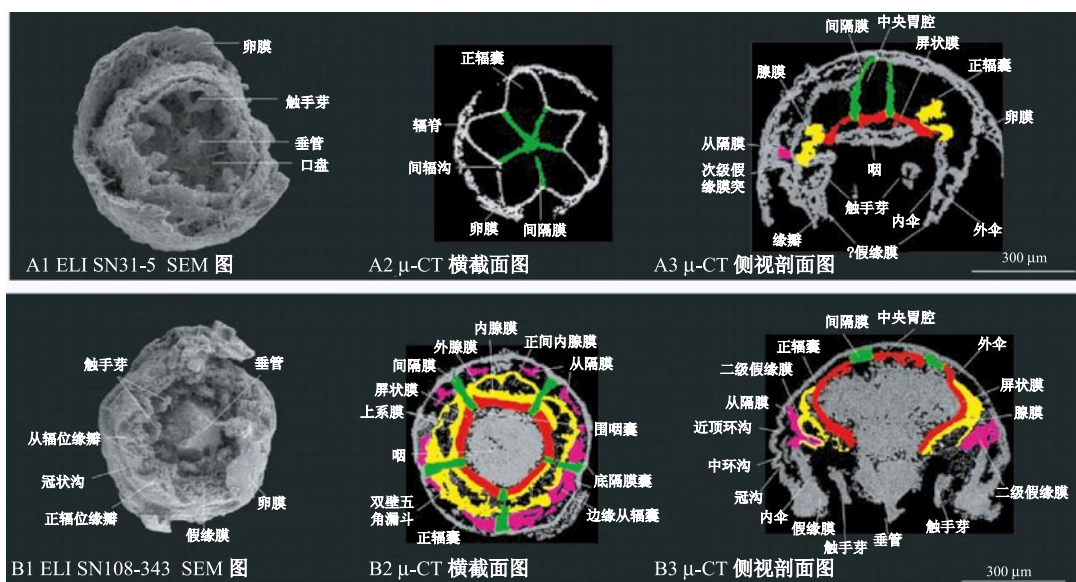 卵膜
触手芽
垂管
口盘
A1 ELI SN31-5 SEM 图
正辐囊
辐脊
间辐沟
卵膜
间隔膜
A2 μ-CT 横截面图
中央胃腔
间隔膜
屏状膜
腺膜
正辐囊
卵膜
从隔膜
次级假
缘膜突
咽
触手芽
内伞
外伞
缘瓣
?假缘膜
A3 μ-CT 侧视剖面图
300 μm
触手芽
垂管
从辐位缘瓣
冠状沟
正辐位缘瓣
卵膜
假缘膜
B1 ELI SN108-343 SEM 图
内腺膜
外腺膜
正间内腺膜
间隔膜
从隔膜
屏状膜
上系膜
围咽囊
咽
底隔膜囊
双壁五
角漏斗
边缘从辐囊
正辐囊
B2 μ-CT 横截面图
中央胃腔
间隔膜
正辐囊
外伞
二级假缘膜
屏状膜
从隔膜
腺膜
近顶环沟
中环沟
冠沟
二级假缘膜
内伞
假缘膜
触手芽
垂管
触手芽
B3 μ-CT 侧视剖面图
300 μm